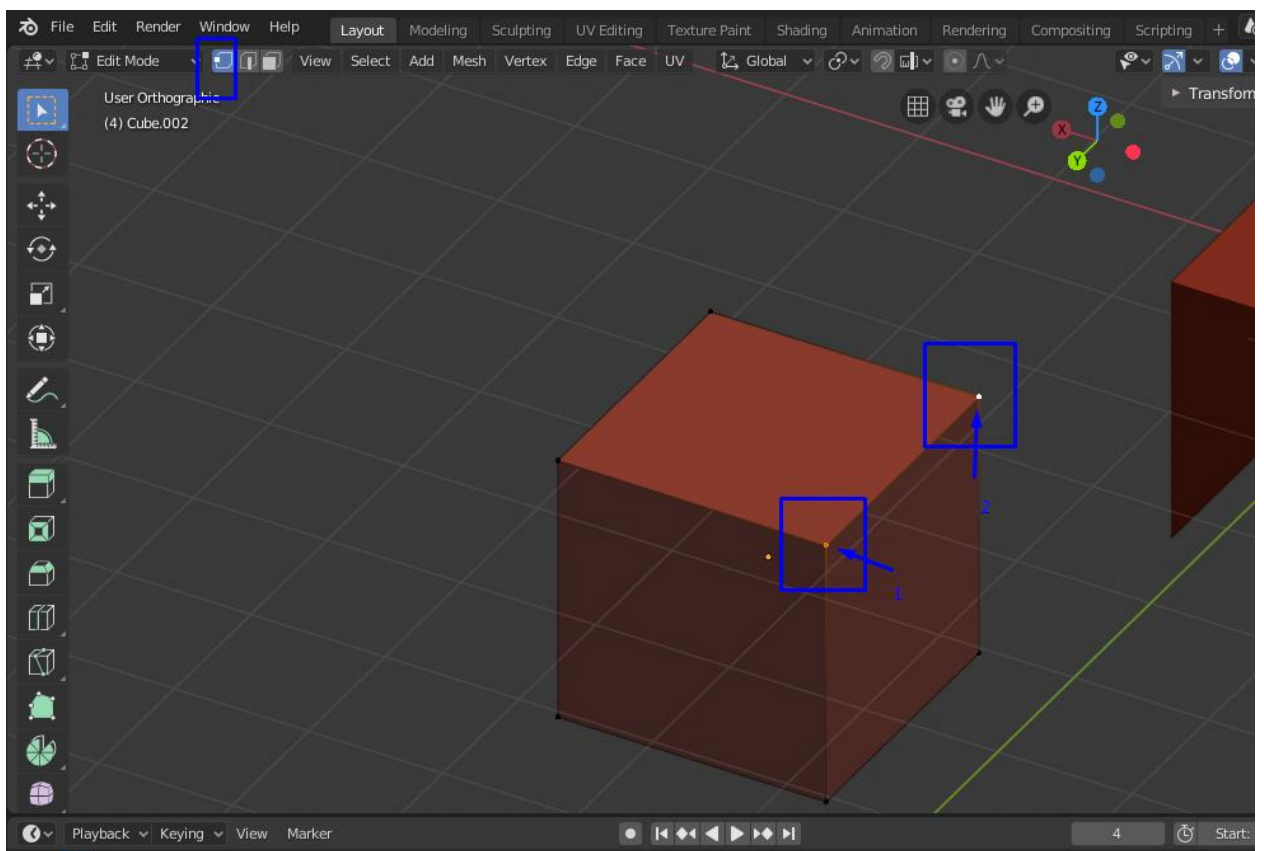 File Edit Render Window Help Layout Modeling Sculpting UV Editing Texture Paint Shading Animation Rendering Compositing Scripting +
Edit Mode View Select Add Mesh Vertex Edge Face UV Global
User Orthographic
(4) Cube.002
Transfom
Z
X
Y
2
1
Playback Keying View Marker 4 Start: